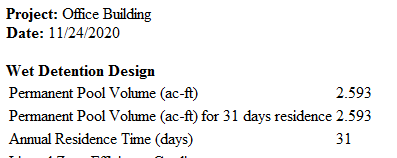 Project: Office Building
Date: 11/24/2020
Wet Detention Design
Permanent Pool Volume (ac-ft) 2.593
Permanent Pool Volume (ac-ft) for 31 days residence 2.593
Annual Residence Time (days) 31